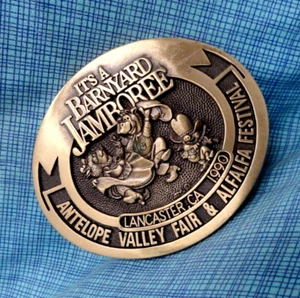 IT'S A
BARNYARD
JAMBOREE
LANCASTER, CA 1990
ANTELOPE VALLEY FAIR & ALFALFA FESTIVAL